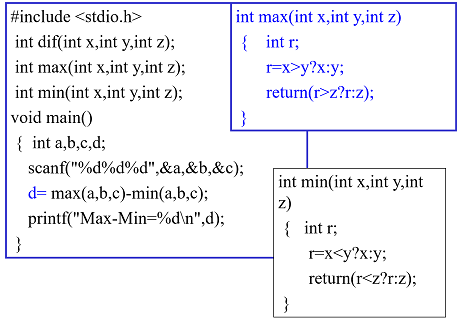 #include <stdio.h>
int dif(int x,int y,int z);
int max(int x,int y,int z);
int min(int x,int y,int z);
void main()
{ int a,b,c,d;
scanf("%d%d%d",&a,&b,&c);
d= max(a,b,c)-min(a,b,c);
printf("Max-Min=%d\n",d);
}
int max(int x,int y,int z)
{ int r;
r=x>y?x:y;
return(r>z?r:z);
}
int min(int x,int y,int
z)
{ int r;
r=x<y?x:y;
return(r<z?r:z);
}